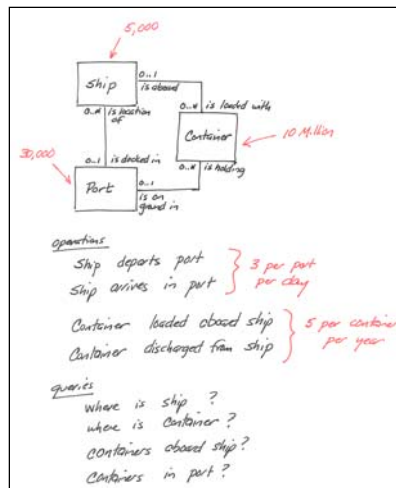 5,000
Ship
0..1
is aboard
0..* is location
of
0..* is loaded with
Container
10 Million
30,000
0..1 is docked in
0..* is holding
Port
0..1
is on
ground in
operations
Ship departs port
Ship arrives in port
3 per port
per day
Container loaded aboard ship
Container discharged from ship
5 per container
per year
queries
where is ship ?
where is container ?
containers aboard ship?
containers in port ?